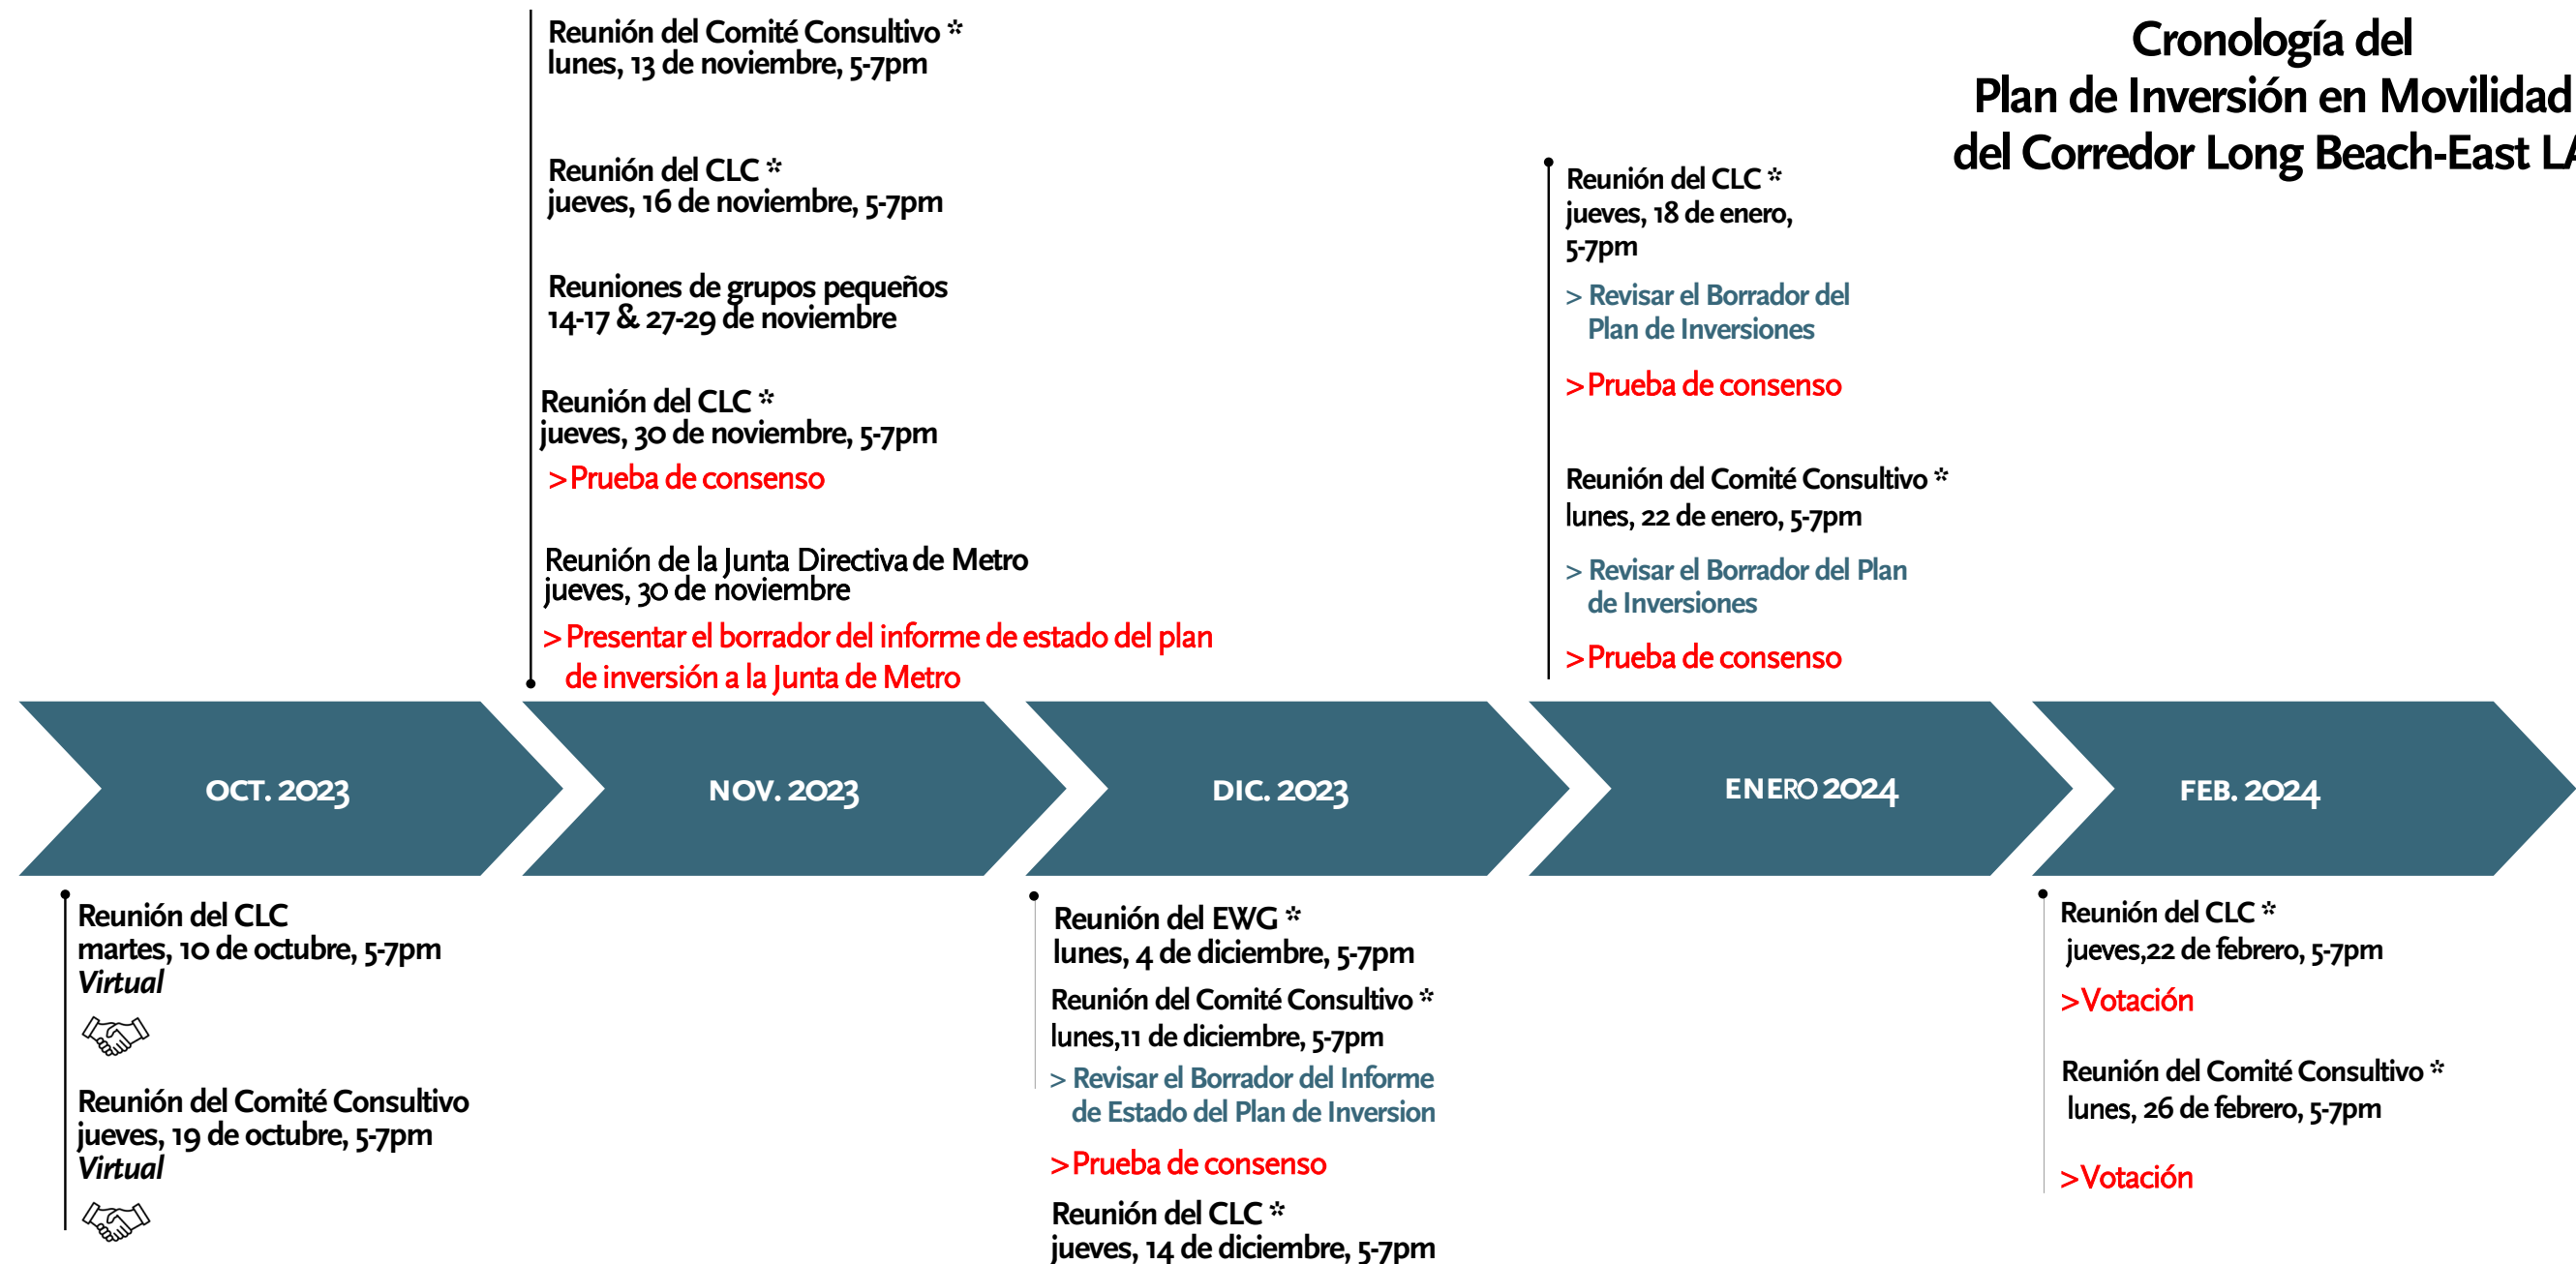 Cronología del
Plan de Inversión en Movilidad
del Corredor Long Beach-East LA
Reunión del Comité Consultivo *
lunes, 13 de noviembre, 5-7pm
Reunión del CLC *
jueves, 16 de noviembre, 5-7pm
Reuniones de grupos pequeños
14-17 & 27-29 de noviembre
Reunión del CLC *
jueves, 30 de noviembre, 5-7pm
>Prueba de consenso
Reunión de la Junta Directiva de Metro
jueves, 30 de noviembre
>Presentar el borrador del informe de estado del plan
de inversión a la Junta de Metro
Reunión del CLC *
jueves, 18 de enero,
5-7pm
> Revisar el Borrador del
Plan de Inversiones
>Prueba de consenso
Reunión del Comité Consultivo *
lunes, 22 de enero, 5-7pm
> Revisar el Borrador del Plan
de Inversiones
>Prueba de consenso
OCT. 2023
NOV. 2023
DIC. 2023
ENERO 2024
FEB. 2024
Reunión del CLC
martes, 10 de octubre, 5-7pm
Virtual
Reunión del Comité Consultivo
jueves, 19 de octubre, 5-7pm
Virtual
Reunión del EWG *
lunes, 4 de diciembre, 5-7pm
Reunión del Comité Consultivo *
lunes,11 de diciembre, 5-7pm
> Revisar el Borrador del Informe
de Estado del Plan de Inversion
>Prueba de consenso
Reunión del CLC *
jueves, 14 de diciembre, 5-7pm
Reunión del CLC *
jueves,22 de febrero, 5-7pm
>Votación
Reunión del Comité Consultivo *
lunes, 26 de febrero, 5-7pm
>Votación